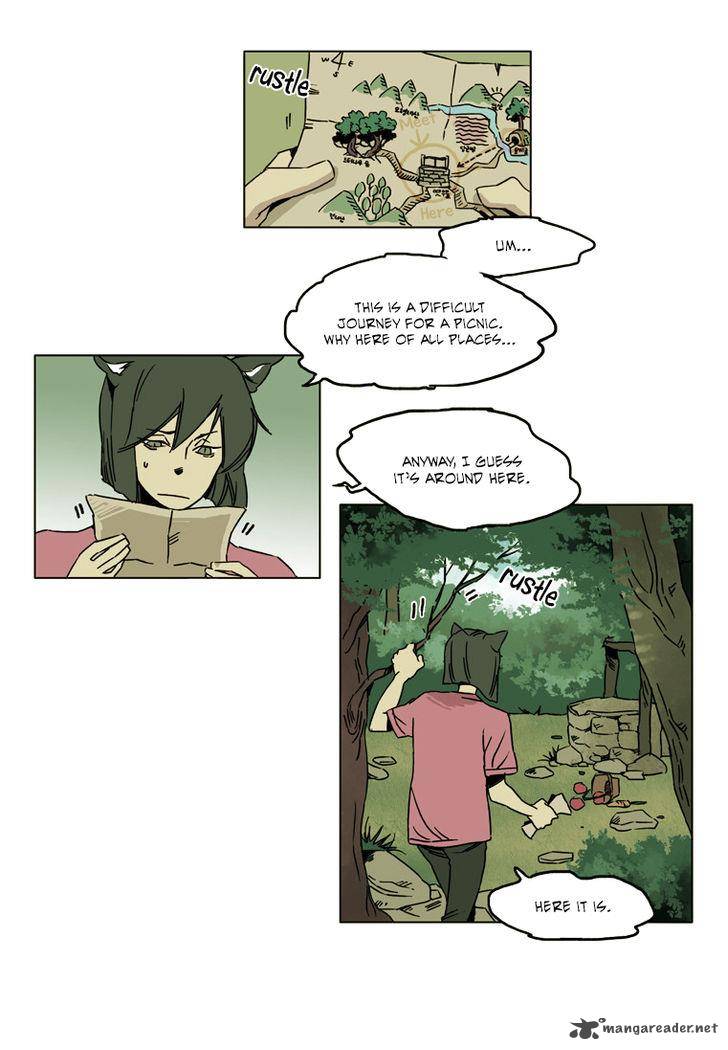 W 4 E
S
rustle
Meet
Here
UM...
THIS IS A DIFFICULT
JOURNEY FOR A PICNIC.
WHY HERE OF ALL PLACES...
ANYWAY, I GUESS
IT'S AROUND HERE.
rustle
HERE IT IS.
mangareader.net